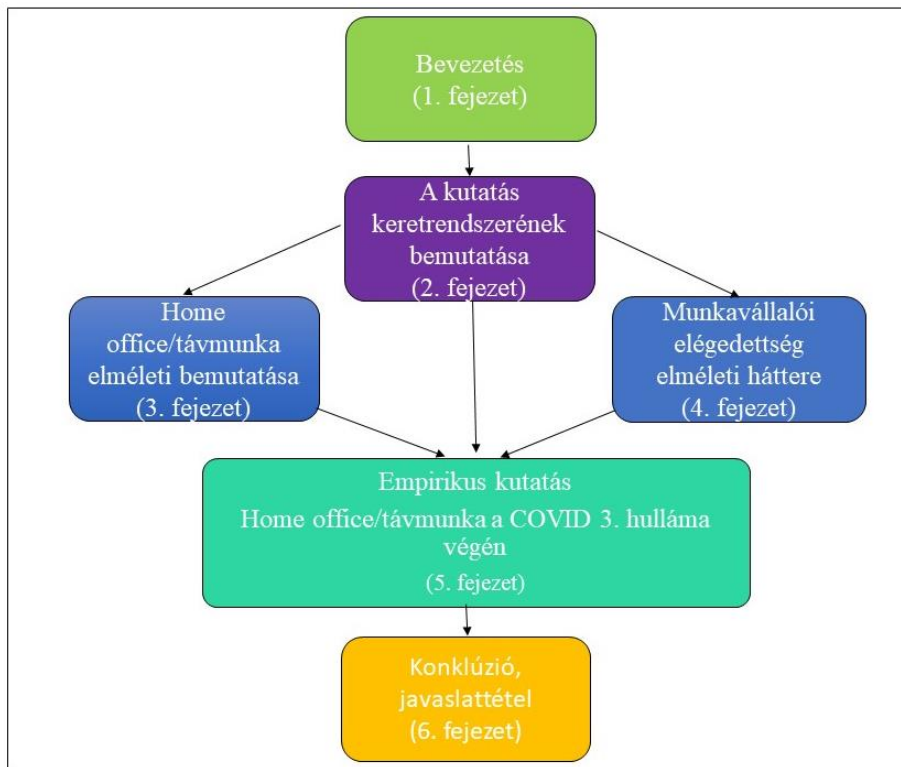 Bevezetés
(1. fejezet)
A kutatás
keretrendszerének
bemutatása
(2. fejezet)
Home
office/távmunka
elméleti bemutatása
(3. fejezet)
Munkavállalói
elégedettség
elméleti háttere
(4. fejezet)
Empirikus kutatás
Home office/távmunka a COVID 3. hulláma
végén
(5. fejezet)
Konklúzió,
javaslattétel
(6. fejezet)